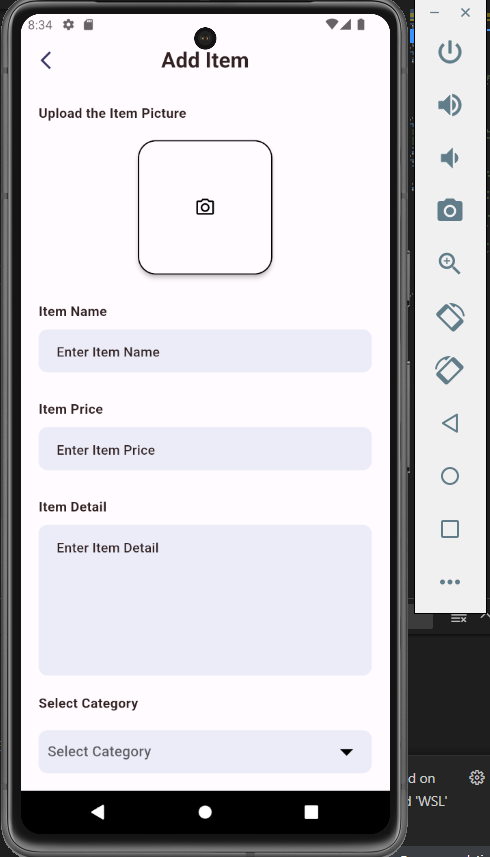 8:34
Add Item
Upload the Item Picture
Item Name
Enter Item Name
Item Price
Enter Item Price
Item Detail
Enter Item Detail
Select Category
Select Category
d on
'WSL'